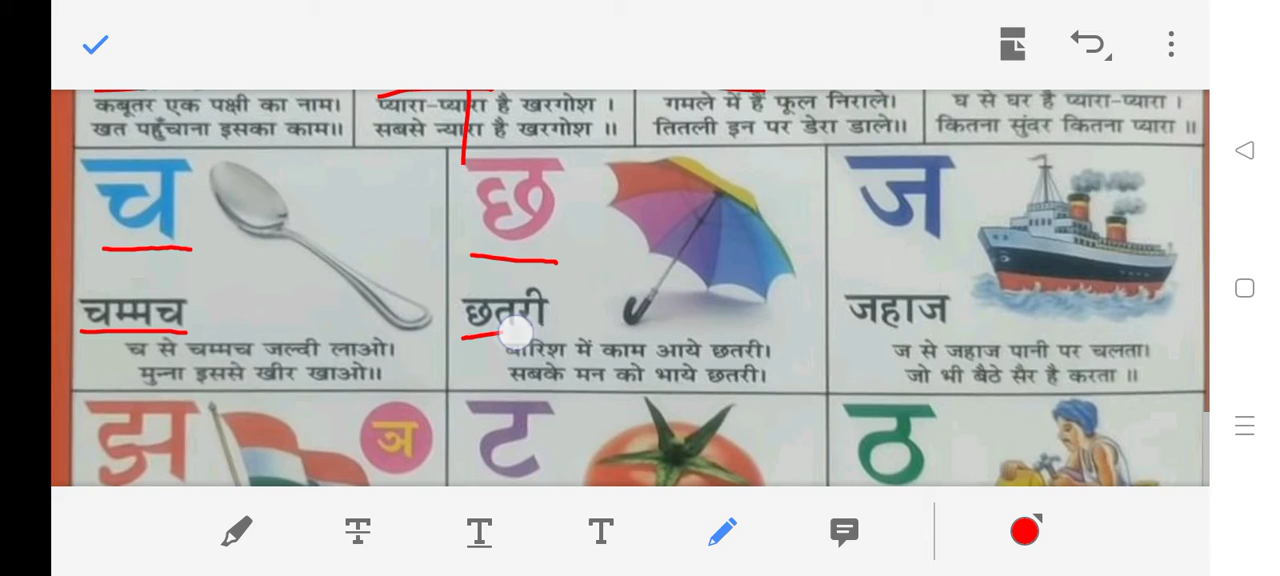 कबूतर एक पक्षी का नाम।
खत पहुँचाना इसका काम॥
प्यारा-प्यारा है खरगोश ।
सबसे न्यारा है खरगोश ॥
गमले में हैं फूल निराले।
तितली इन पर डेरा डाले॥
घ से घर है प्यारा-प्यारा ।
कितना सुंदर कितना प्यारा ॥
च
चम्मच
च से चम्मच जल्दी लाओ।
मुन्ना इससे खीर खाओ॥
छ
छतरी
बारिश में काम आये छतरी।
सबके मन को भाये छतरी।
ज
जहाज
ज से जहाज पानी पर चलता।
जो भी बैठे सैर है करता ॥
झ
ञ
ट
ठ